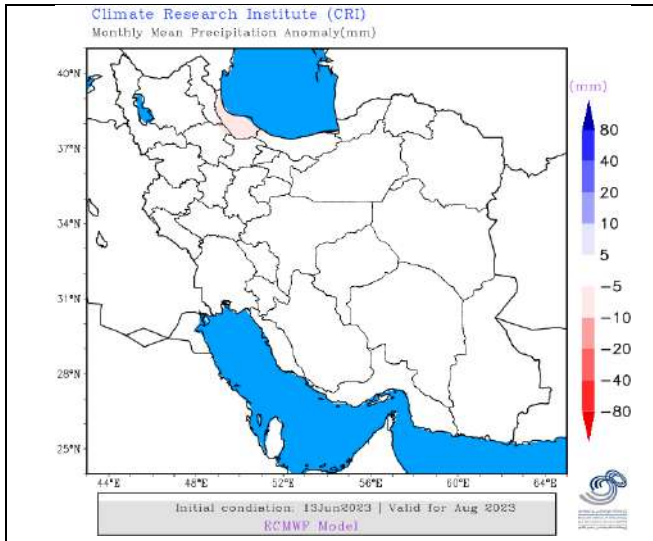 Climate Research Institute (CRI)
Monthly Mean Precipitation Anomaly(mm)
(mm)
40°N
37°N
34°N
31°N
28°N
25°N
44°E
48°E
52°E
56°E
60°E
64°E
80
40
20
10
5
−5
−10
−20
−40
−80
Initial condiation: 13Jun2023 | Valid for Aug 2023
ECMWF Model